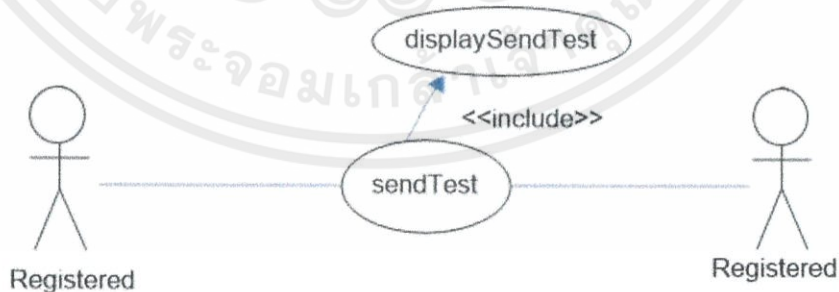 displaySendTest
<<include>>
sendTest
Registered
Registered